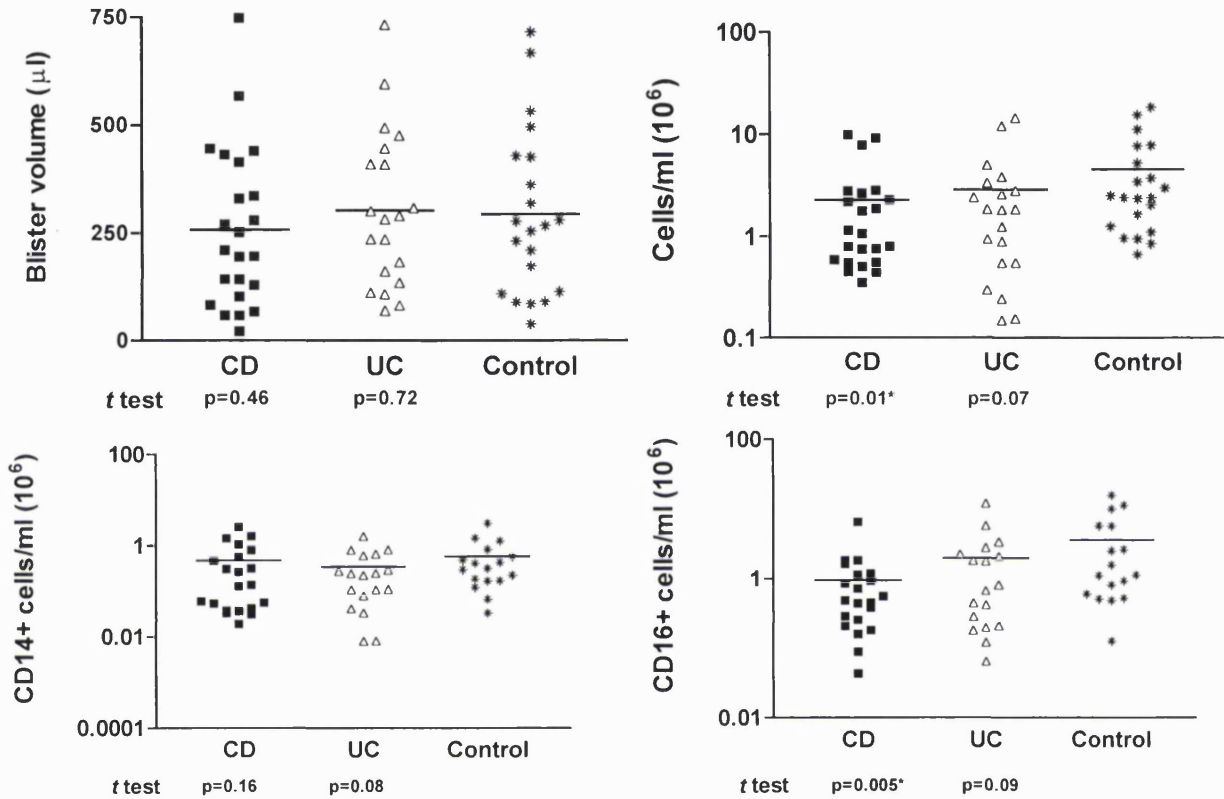 Blister volume (µl)
750
500
250
0
CD UC Control
t test p=0.46 p=0.72
Cells/ml (10⁶)
100
10
1
0.1
CD UC Control
t test p=0.01* p=0.07
CD14+ cells/ml (10⁶)
100
1
0.01
0.0001
CD UC Control
t test p=0.16 p=0.08
CD16+ cells/ml (10⁶)
100
1
0.01
CD UC Control
t test p=0.005* p=0.09